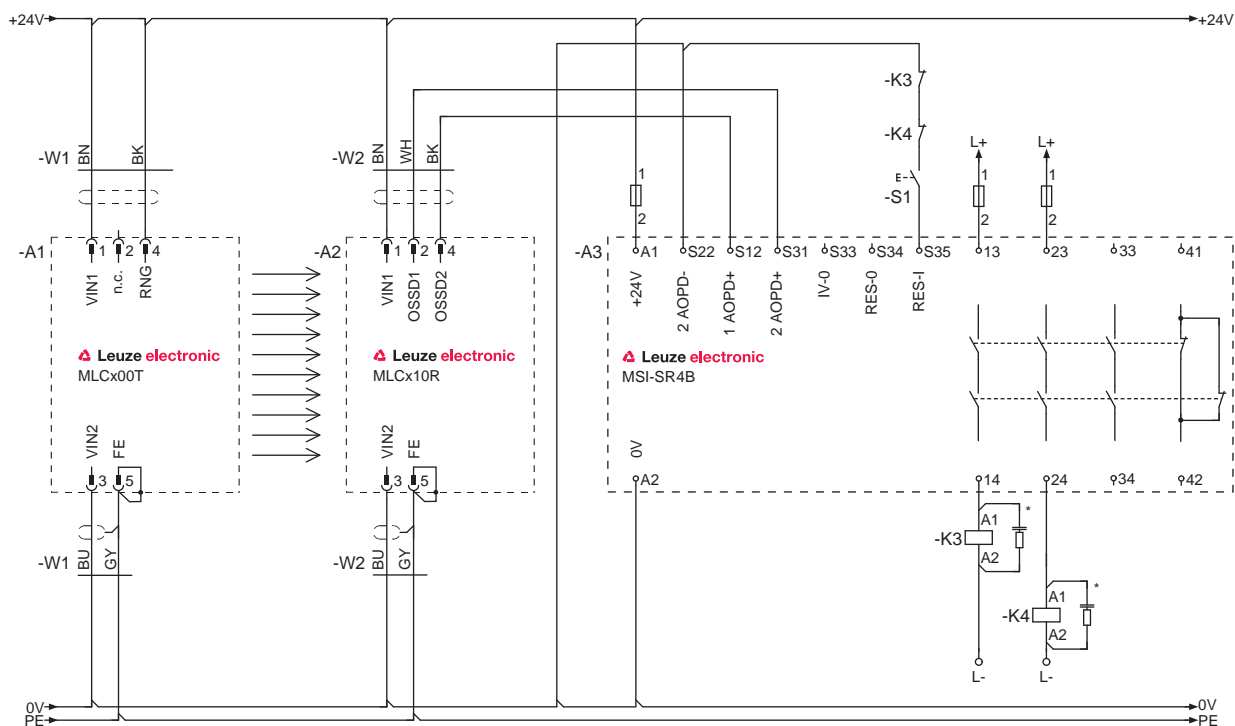 +24V +24V
-K3
-K4
L+ L+
-W1 BN BK -W2 BN WH BK
1 1 1
E
-S1
2 2 2
-A1 1 2 4 -A2 1 2 4 -A3 A1 S22 S12 S31 S33 S34 S35 13 23 33 41
VIN1 n.c. RNG VIN1 OSSD1 OSSD2 +24V 2 AOPD- 1 AOPD+ 2 AOPD+ IV-0 RES-0 RES-I
Leuze electronic Leuze electronic Leuze electronic
MLCx00T MLCx10R MSI-SR4B
VIN2 FE VIN2 FE 0V
3 5 3 5 A2 14 24 34 42
A1 *
-K3
A2
-W1 BU GY -W2 BU GY
A1 *
-K4
A2
L- L-
0V 0V
PE PE